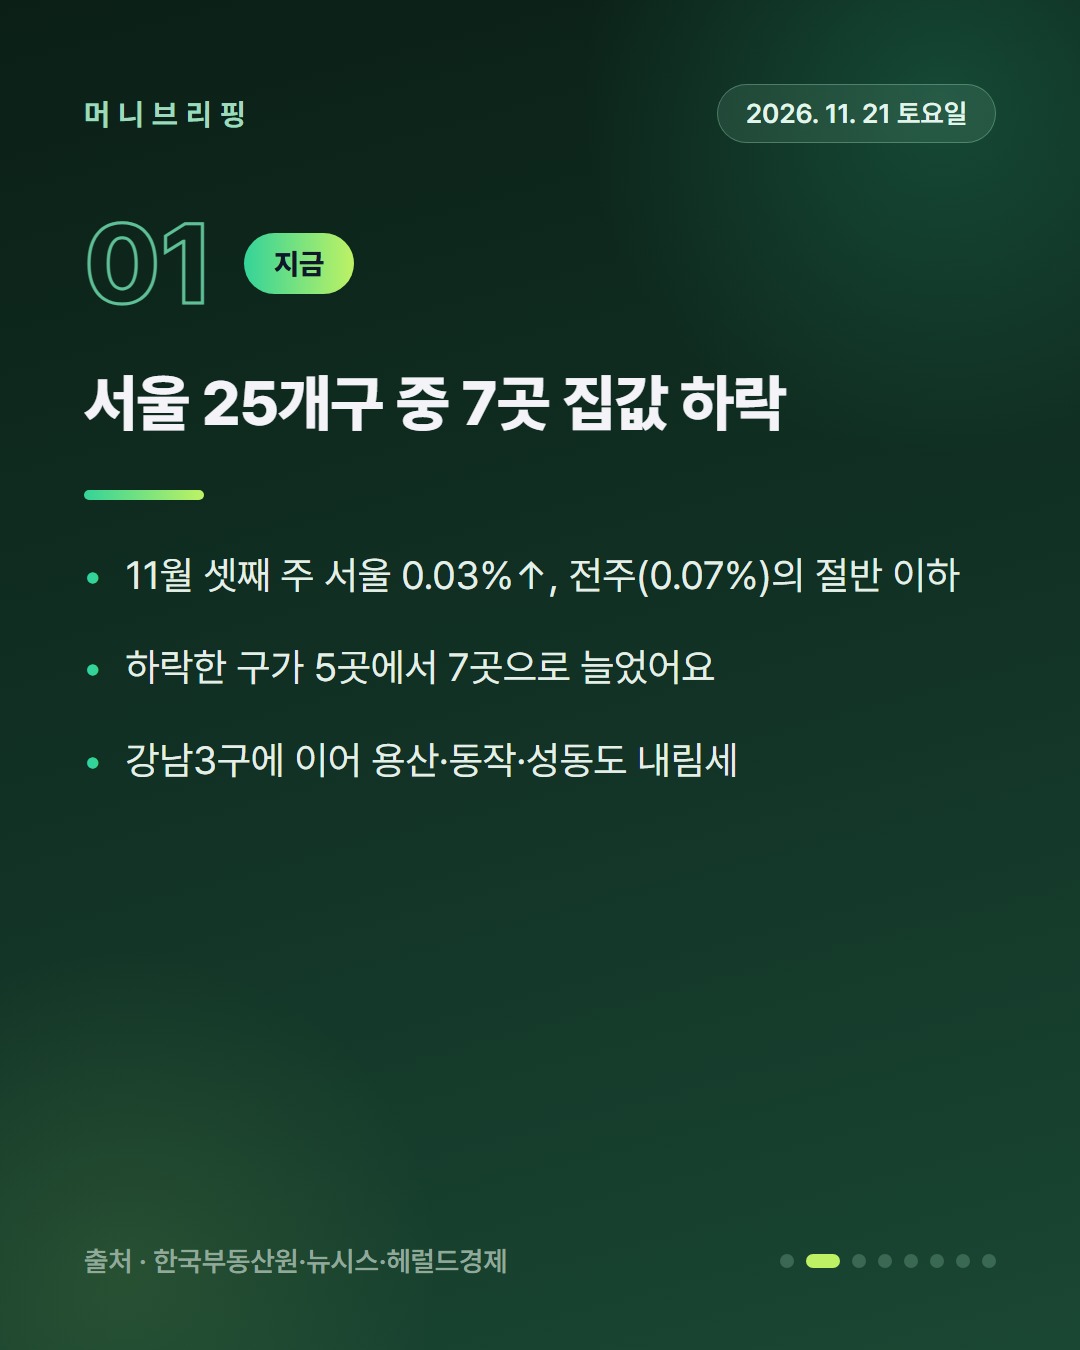 머니브리핑
2026. 11. 21 토요일
01
지금
서울 25개구 중 7곳 집값 하락
• 11월 셋째 주 서울 0.03%↑, 전주(0.07%)의 절반 이하
• 하락한 구가 5곳에서 7곳으로 늘었어요
• 강남3구에 이어 용산·동작·성동도 내림세
출처 · 한국부동산원·뉴시스·헤럴드경제